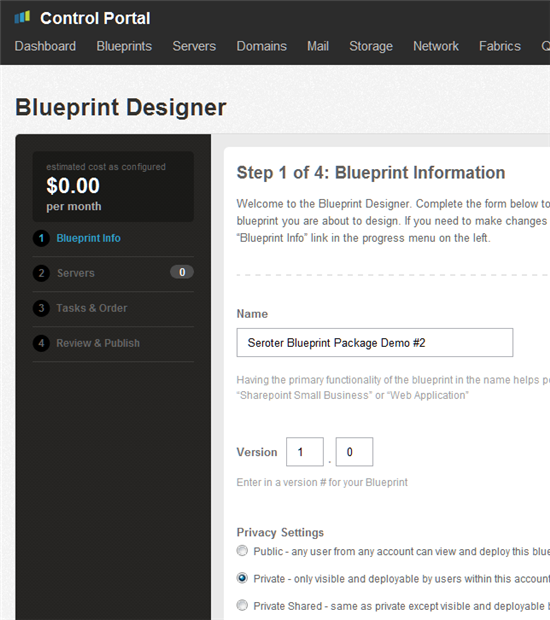 Control Portal
Dashboard Blueprints Servers Domains Mail Storage Network Fabrics
Blueprint Designer
estimated cost as configured
$0.00
per month
1 Blueprint Info
2 Servers 0
3 Tasks & Order
4 Review & Publish
Step 1 of 4: Blueprint Information
Welcome to the Blueprint Designer. Complete the form below to
blueprint you are about to design. If you need to make changes
"Blueprint Info" link in the progress menu on the left.
Name
Seroter Blueprint Package Demo #2
Having the primary functionality of the blueprint in the name helps
"Sharepoint Small Business" or "Web Application"
Version 1 . 0
Enter in a version # for your Blueprint
Privacy Settings
Public - any user from any account can view and deploy this
Private - only visible and deployable by users within this account
Private Shared - same as private except visible and deployable